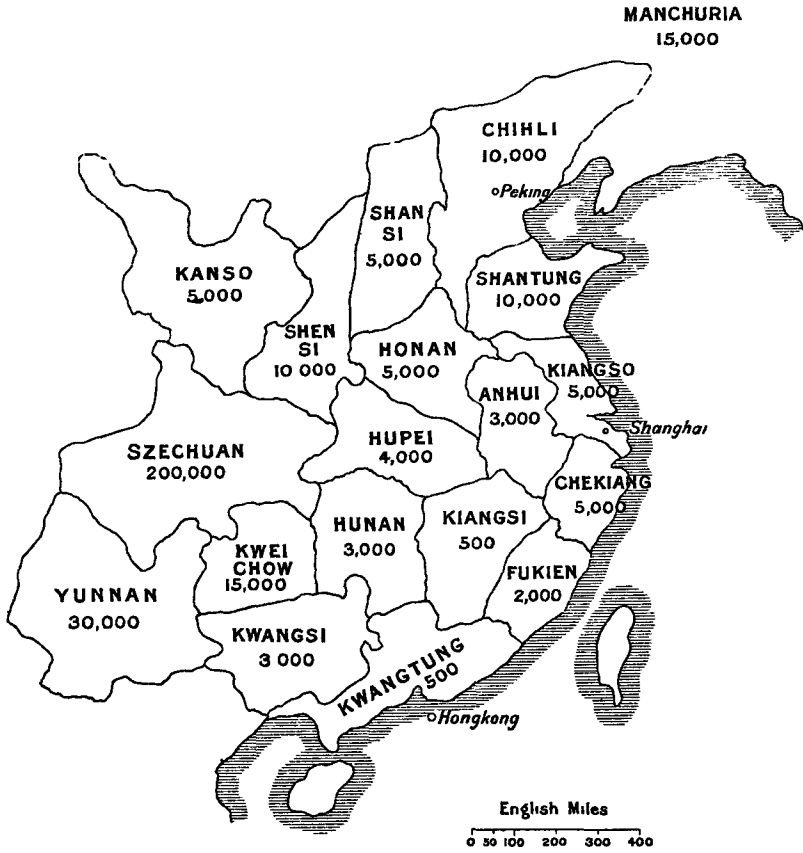 MANCHURIA
15,000
CHIHLI
10,000
Peking
SHAN
SI
5,000
KANSO
5,000
SHANTUNG
10,000
SHEN
SI
10 000
HONAN
5,000
KIANGSO
5,000
ANHUI
3,000
Shanghai
SZECHUAN
200,000
HUPEI
4,000
CHEKIANG
5,000
HUNAN
3,000
KIANGSI
500
KWEI
CHOW
15,000
FUKIEN
2,000
YUNNAN
30,000
KWANGSI
3 000
KWANGTUNG
500
Hongkong
English Miles
0 50 100 200 300 400